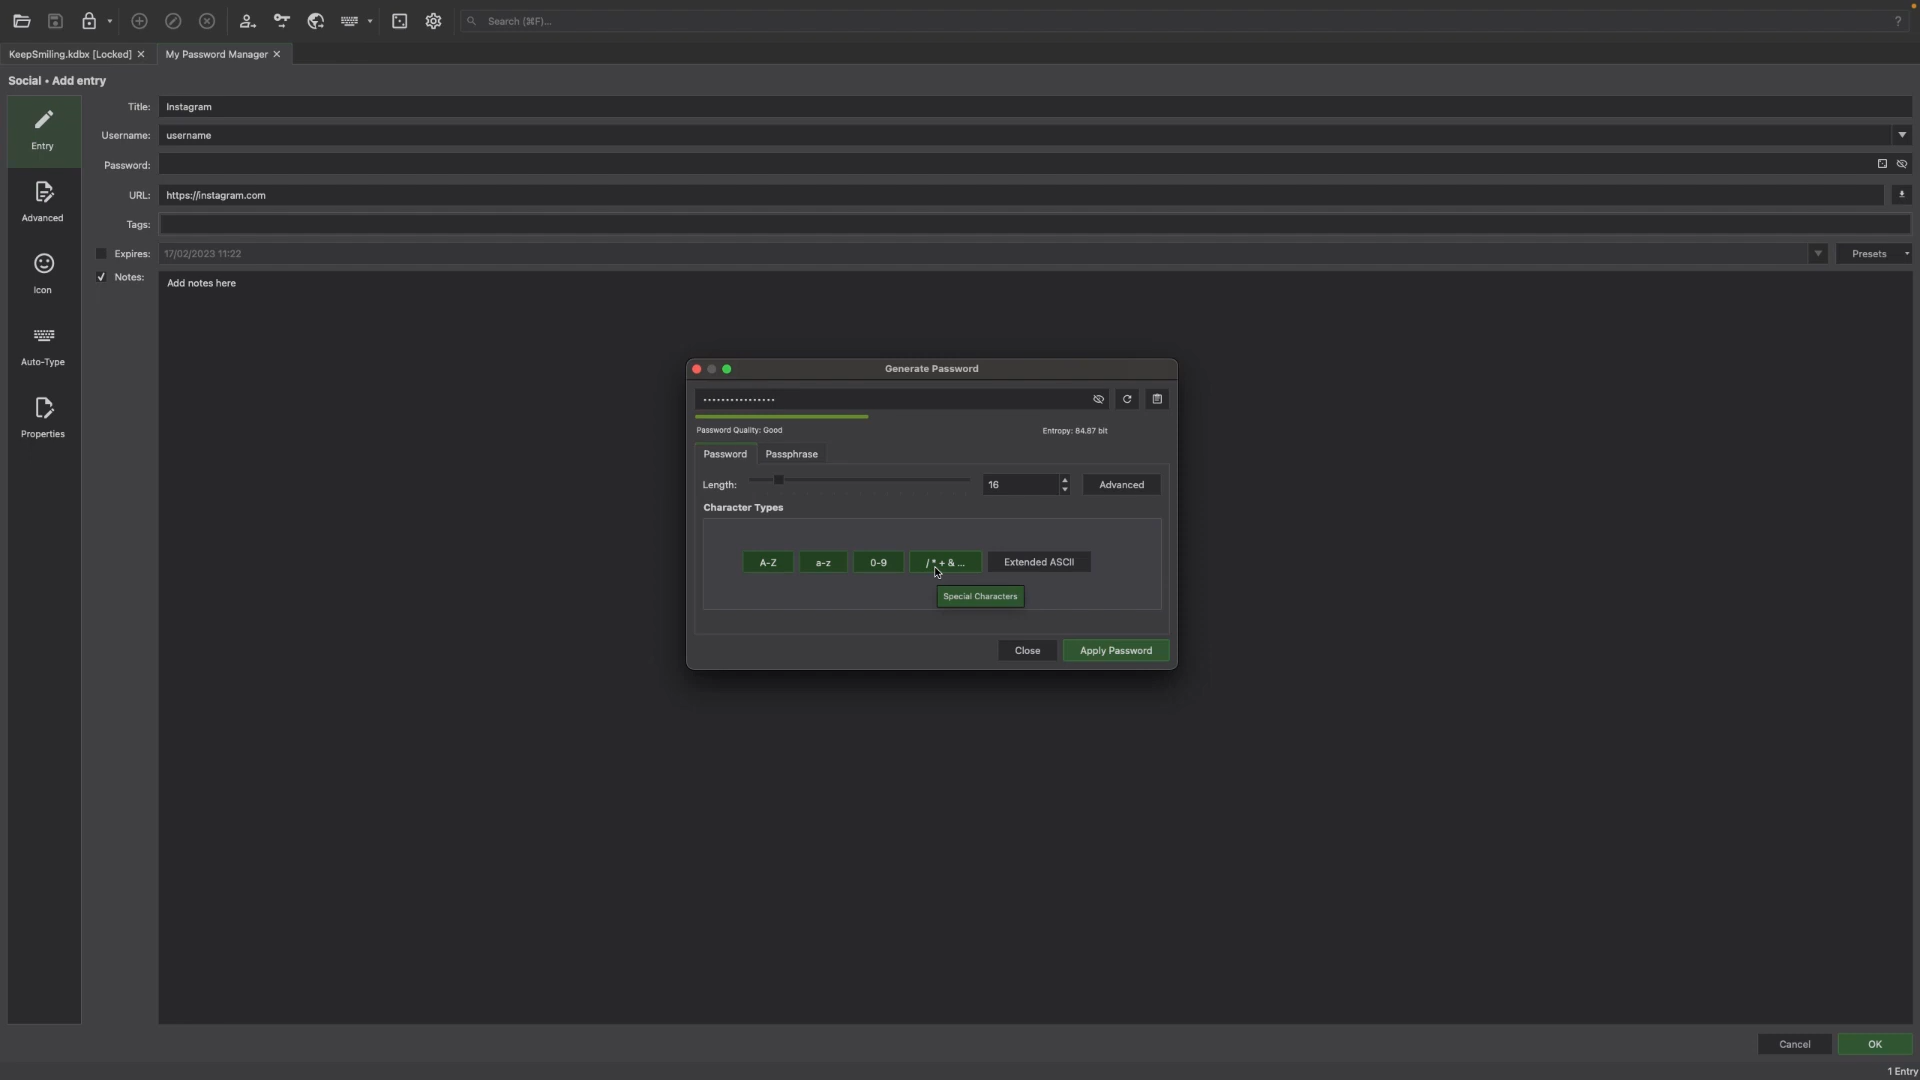 Search (⌘F)...
?
KeepSmiling.kdbx [Locked]
My Password Manager
Social • Add entry
Entry
Advanced
Icon
Auto-Type
Properties
Title: Instagram
Username: username
Password:
URL: https://instagram.com
Tags:
Expires: 17/02/2023 11:22 Presets
Notes: Add notes here
Generate Password
••••••••••••••••
Password Quality: Good Entropy: 84.87 bit
Password Passphrase
Length: 16 Advanced
Character Types
A-Z a-z 0-9 / * + & ... Extended ASCII
Special Characters
Close Apply Password
Cancel OK
1 Entry